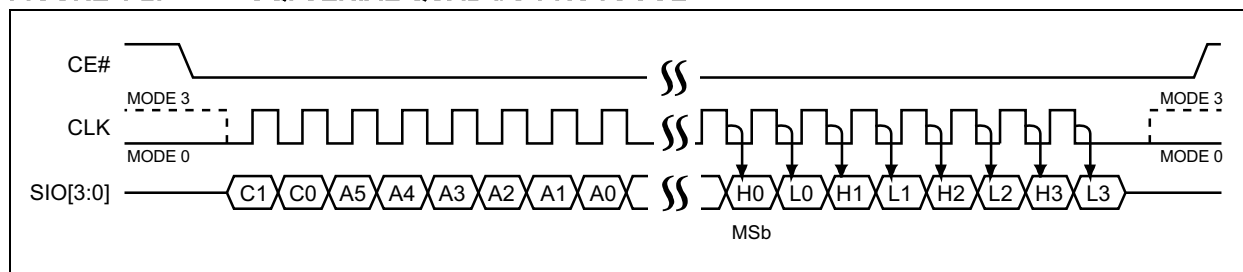 CE#
MODE 3 MODE 3
CLK
MODE 0 MODE 0
SIO[3:0] C1 C0 A5 A4 A3 A2 A1 A0 H0 L0 H1 L1 H2 L2 H3 L3
MSb